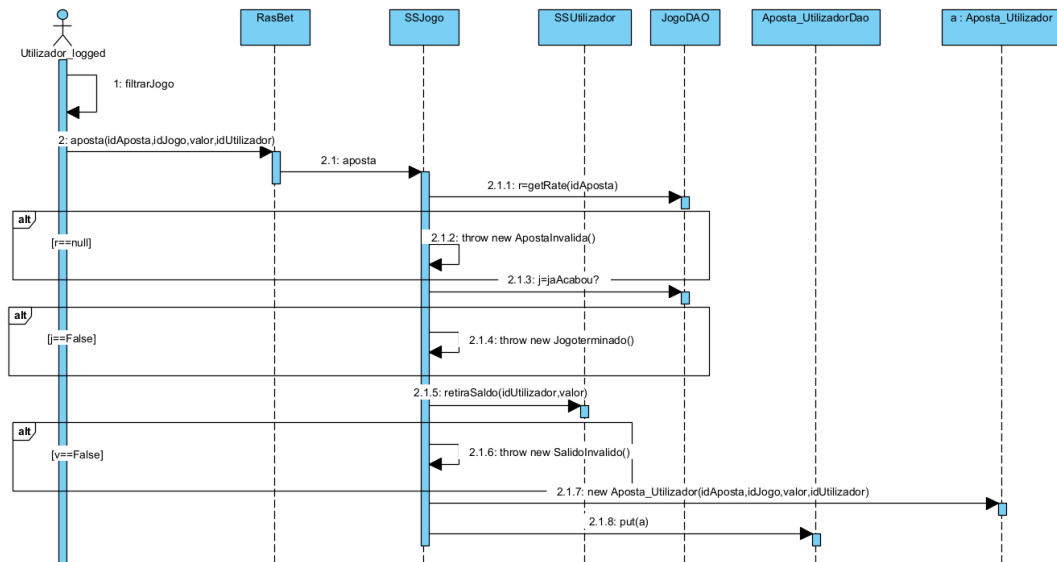 RasBet
SSJogo
SSUtilizador
JogoDAO
Aposta_UtilizadorDao
a : Aposta_Utilizador
Utilizador_logged
1: filtrarJogo
2: aposta(idAposta,idJogo,valor,idUtilizador)
2.1: aposta
2.1.1: r=getRate(idAposta)
alt
[r==null]
2.1.2: throw new ApostaInvalida()
2.1.3: j=jaAcabou?
alt
[j==False]
2.1.4: throw new Jogoterminado()
2.1.5: retiraSaldo(idUtilizador,valor)
alt
[v==False]
2.1.6: throw new SalidoInvalido()
2.1.7: new Aposta_Utilizador(idAposta,idJogo,valor,idUtilizador)
2.1.8: put(a)